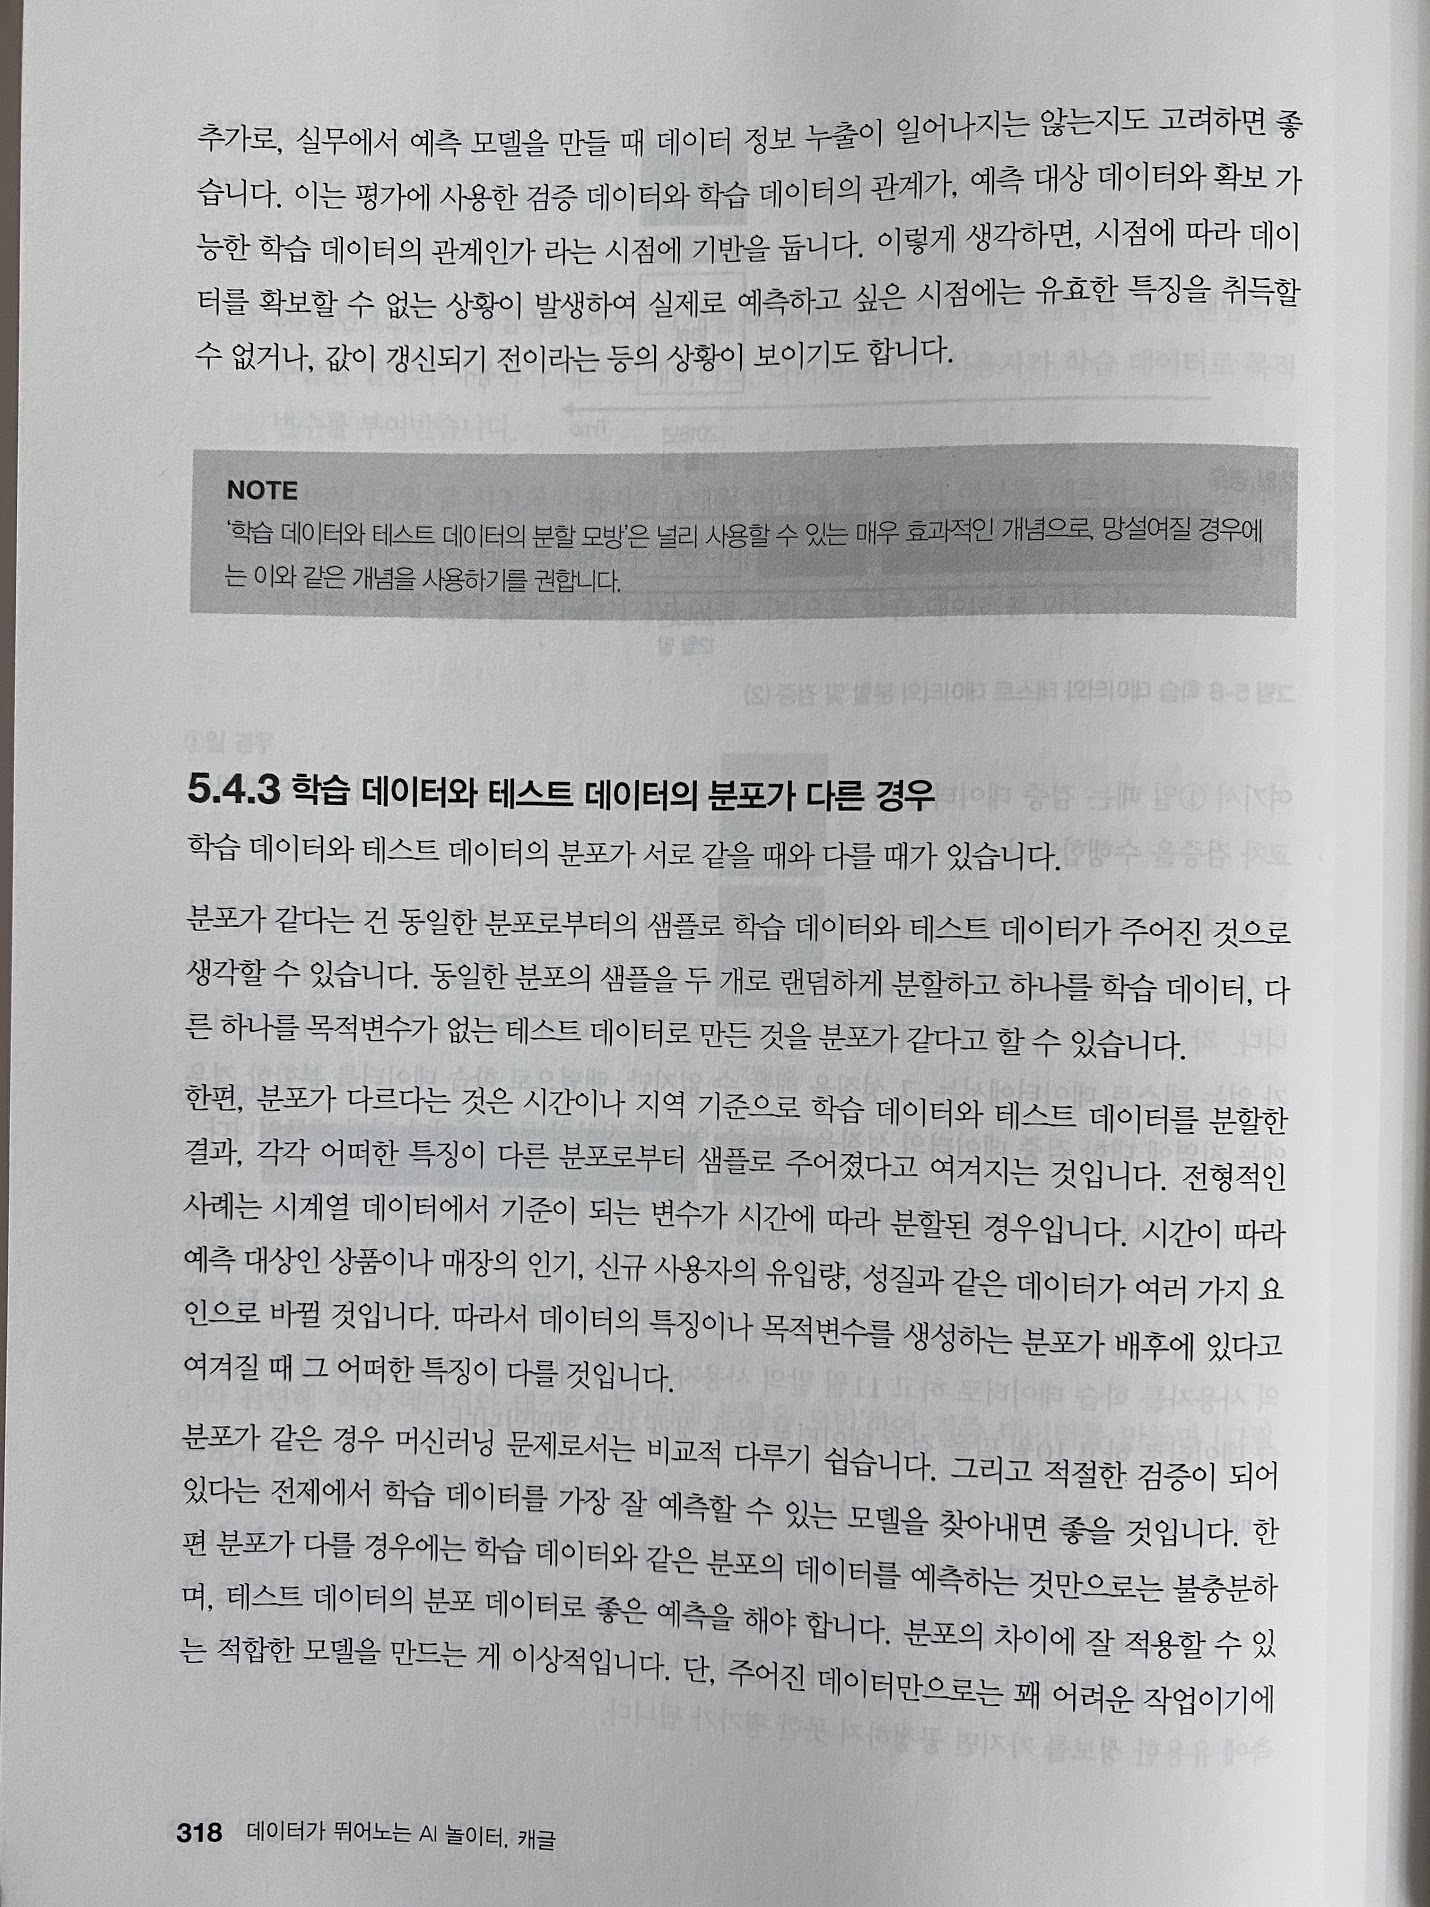 추가로, 실무에서 예측 모델을 만들 때 데이터 정보 누출이 일어나지는 않는지도 고려하면 좋
습니다. 이는 평가에 사용한 검증 데이터와 학습 데이터의 관계가, 예측 대상 데이터와 확보 가
능한 학습 데이터의 관계인가 라는 시점에 기반을 둡니다. 이렇게 생각하면, 시점에 따라 데이
터를 확보할 수 없는 상황이 발생하여 실제로 예측하고 싶은 시점에는 유효한 특징을 취득할
수 없거나, 값이 갱신되기 전이라는 등의 상황이 보이기도 합니다.
NOTE
'학습 데이터와 테스트 데이터의 분할 모방'은 널리 사용할 수 있는 매우 효과적인 개념으로, 망설여질 경우에
는 이와 같은 개념을 사용하기를 권합니다.
5.4.3 학습 데이터와 테스트 데이터의 분포가 다른 경우
학습 데이터와 테스트 데이터의 분포가 서로 같을 때와 다를 때가 있습니다.
분포가 같다는 건 동일한 분포로부터의 샘플로 학습 데이터와 테스트 데이터가 주어진 것으로
생각할 수 있습니다. 동일한 분포의 샘플을 두 개로 랜덤하게 분할하고 하나를 학습 데이터, 다
른 하나를 목적변수가 없는 테스트 데이터로 만든 것을 분포가 같다고 할 수 있습니다.
한편, 분포가 다르다는 것은 시간이나 지역 기준으로 학습 데이터와 테스트 데이터를 분할한
결과, 각각 어떠한 특징이 다른 분포로부터 샘플로 주어졌다고 여겨지는 것입니다. 전형적인
사례는 시계열 데이터에서 기준이 되는 변수가 시간에 따라 분할된 경우입니다. 시간이 따라
예측 대상인 상품이나 매장의 인기, 신규 사용자의 유입량, 성질과 같은 데이터가 여러 가지 요
인으로 바뀔 것입니다. 따라서 데이터의 특징이나 목적변수를 생성하는 분포가 배후에 있다고
여겨질 때 그 어떠한 특징이 다를 것입니다.
분포가 같은 경우 머신러닝 문제로서는 비교적 다루기 쉽습니다. 그리고 적절한 검증이 되어
있다는 전제에서 학습 데이터를 가장 잘 예측할 수 있는 모델을 찾아내면 좋을 것입니다. 한
편 분포가 다를 경우에는 학습 데이터와 같은 분포의 데이터를 예측하는 것만으로는 불충분하
며, 테스트 데이터의 분포 데이터로 좋은 예측을 해야 합니다. 분포의 차이에 잘 적용할 수 있
는 적합한 모델을 만드는 게 이상적입니다. 단, 주어진 데이터만으로는 꽤 어려운 작업이기에
318 데이터가 뛰어노는 AI 놀이터, 캐글